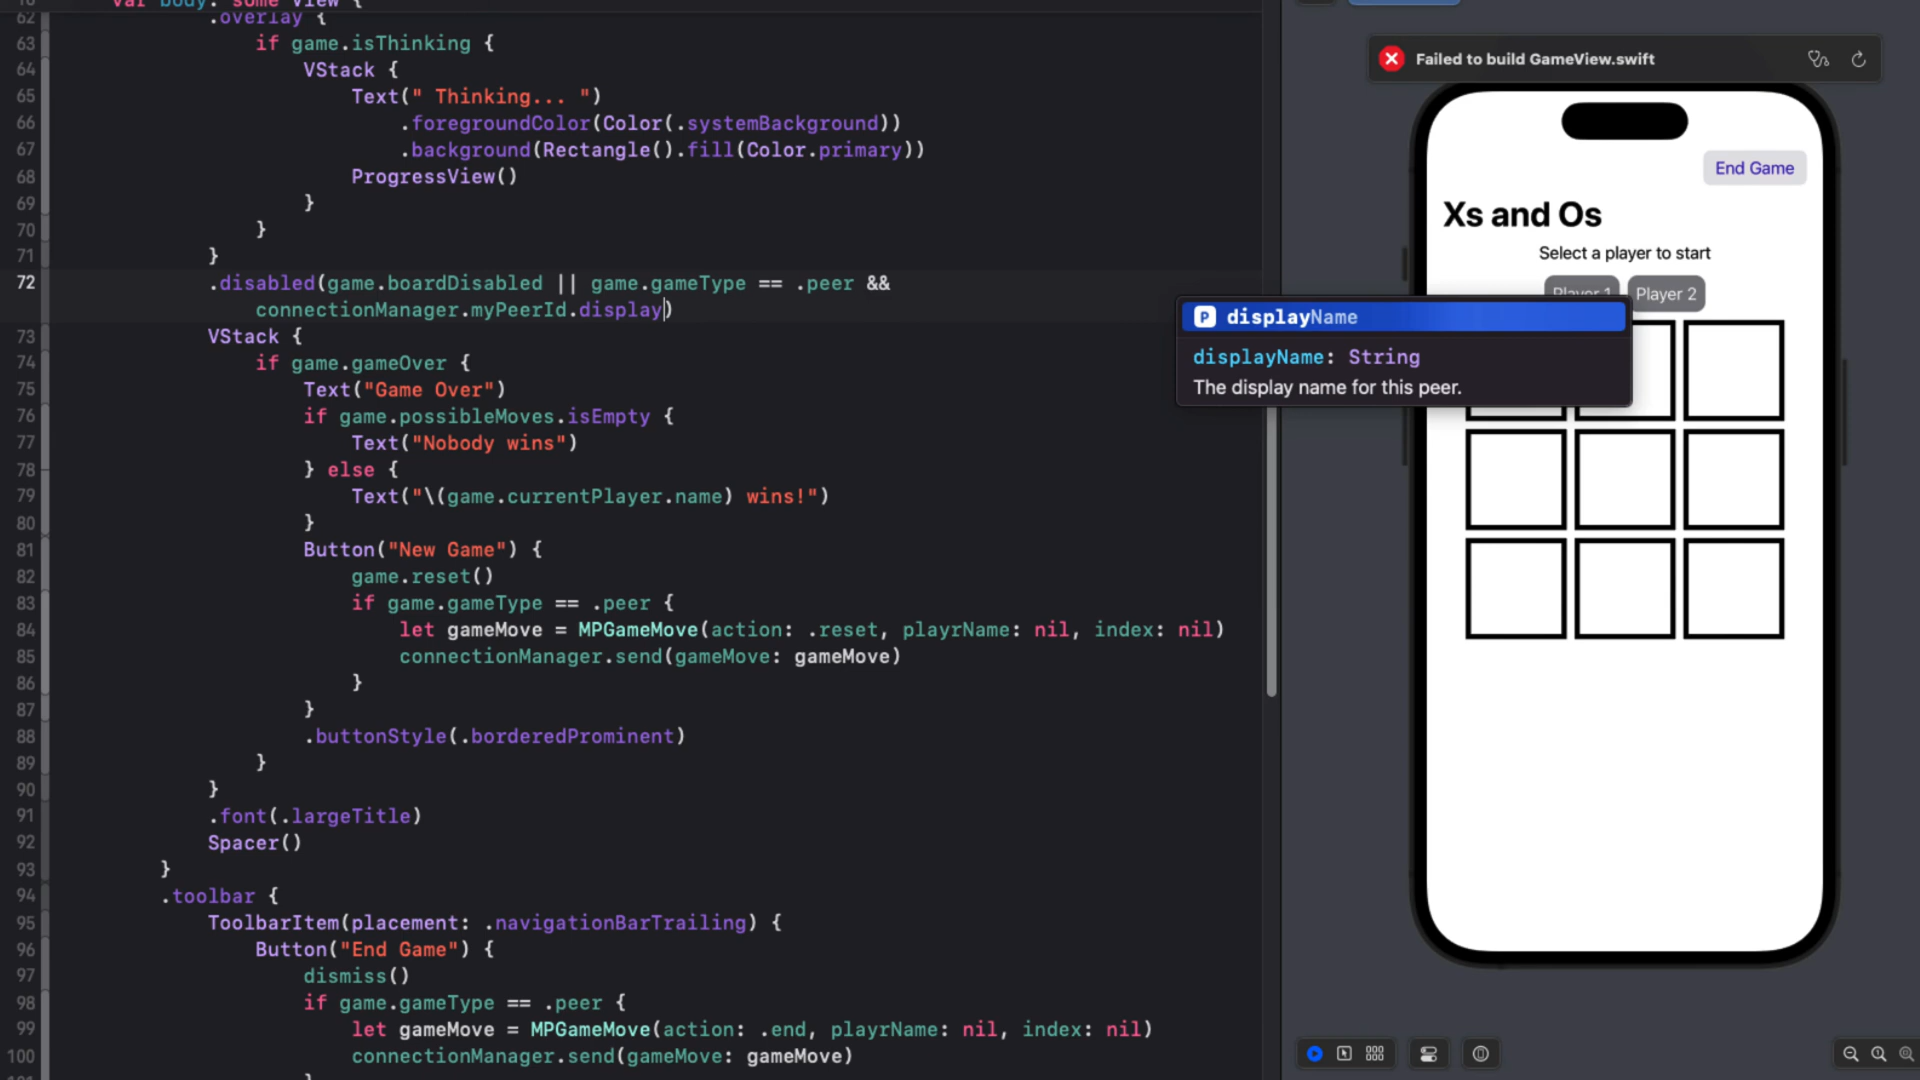 var body: some View {
62 .overlay {
63 if game.isThinking {
64 VStack {
65 Text(" Thinking... ")
66 .foregroundColor(Color(.systemBackground))
67 .background(Rectangle().fill(Color.primary))
68 ProgressView()
69 }
70 }
71 }
72 .disabled(game.boardDisabled || game.gameType == .peer &&
connectionManager.myPeerId.display)
73 VStack {
74 if game.gameOver {
75 Text("Game Over")
76 if game.possibleMoves.isEmpty {
77 Text("Nobody wins")
78 } else {
79 Text("\(game.currentPlayer.name) wins!")
80 }
81 Button("New Game") {
82 game.reset()
83 if game.gameType == .peer {
84 let gameMove = MPGameMove(action: .reset, playrName: nil, index: nil)
85 connectionManager.send(gameMove: gameMove)
86 }
87 }
88 .buttonStyle(.borderedProminent)
89 }
90 }
91 .font(.largeTitle)
92 Spacer()
93 }
94 .toolbar {
95 ToolbarItem(placement: .navigationBarTrailing) {
96 Button("End Game") {
97 dismiss()
98 if game.gameType == .peer {
99 let gameMove = MPGameMove(action: .end, playrName: nil, index: nil)
100 connectionManager.send(gameMove: gameMove)
P displayName
displayName: String
The display name for this peer.
Failed to build GameView.swift
End Game
Xs and Os
Select a player to start
Player 1 Player 2